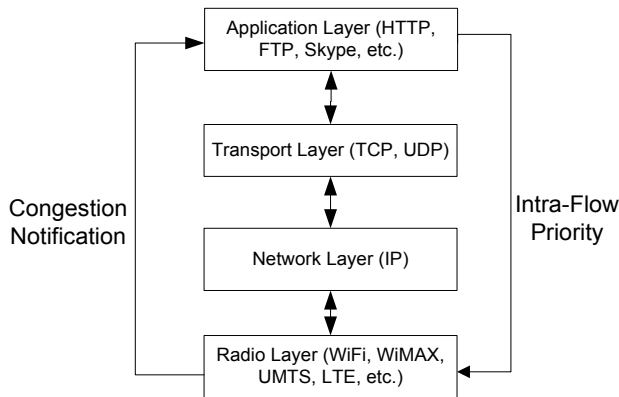 Application Layer (HTTP,
FTP, Skype, etc.)
Transport Layer (TCP, UDP)
Congestion
Notification
Intra-Flow
Priority
Network Layer (IP)
Radio Layer (WiFi, WiMAX,
UMTS, LTE, etc.)